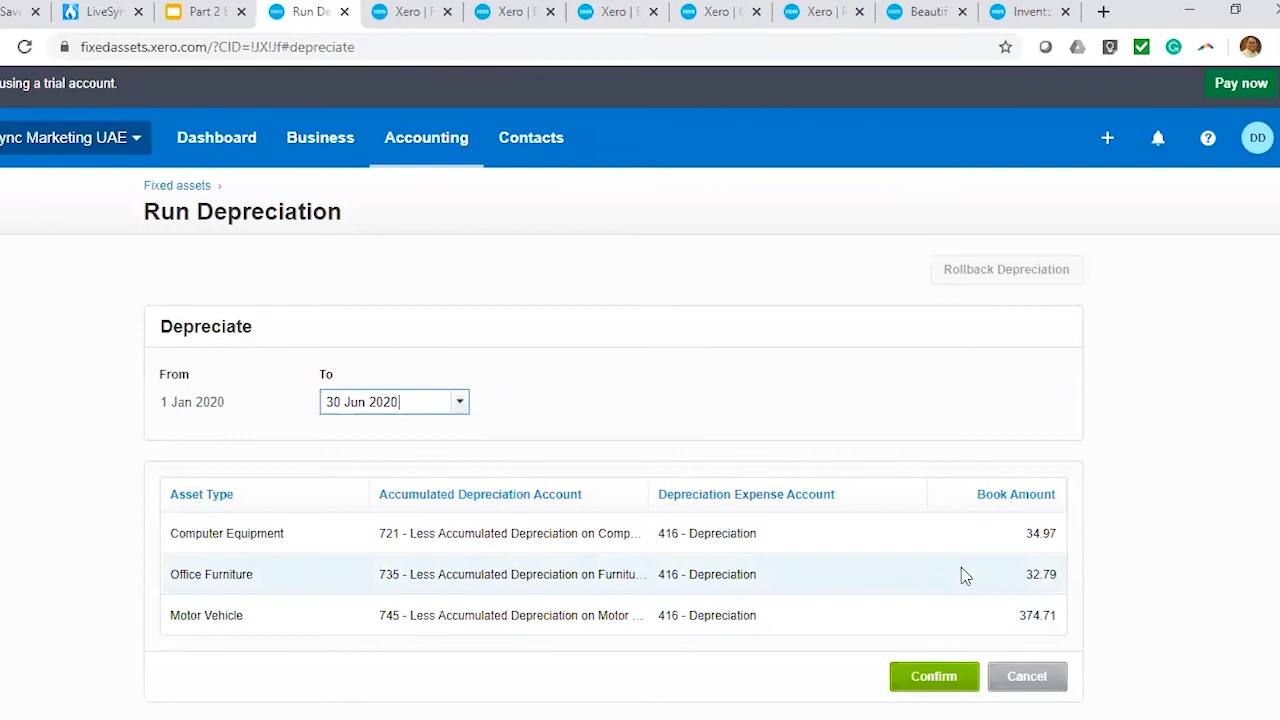 Save
LiveSyn
Part 2 E
Run De
Xero | F
Xero | E
Xero | E
Xero | C
Xero | F
Beautif
Invento
fixedassets.xero.com/?CID=!JX!Jf#depreciate
using a trial account.
Pay now
ync Marketing UAE
Dashboard
Business
Accounting
Contacts
DD
Fixed assets ›
Run Depreciation
Rollback Depreciation
Depreciate
From To
1 Jan 2020 30 Jun 2020
Asset Type Accumulated Depreciation Account Depreciation Expense Account Book Amount
Computer Equipment 721 - Less Accumulated Depreciation on Comp... 416 - Depreciation 34.97
Office Furniture 735 - Less Accumulated Depreciation on Furnitu... 416 - Depreciation 32.79
Motor Vehicle 745 - Less Accumulated Depreciation on Motor ... 416 - Depreciation 374.71
Confirm Cancel